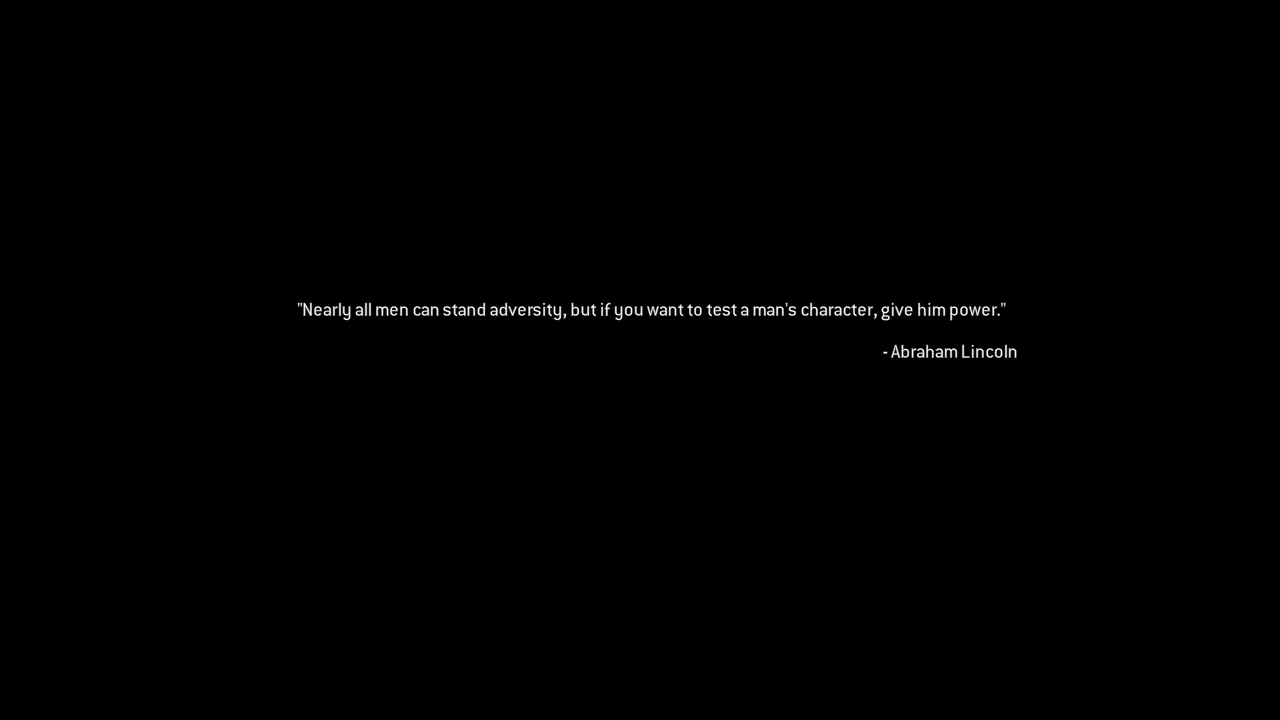 "Nearly all men can stand adversity, but if you want to test a man's character, give him power."
- Abraham Lincoln